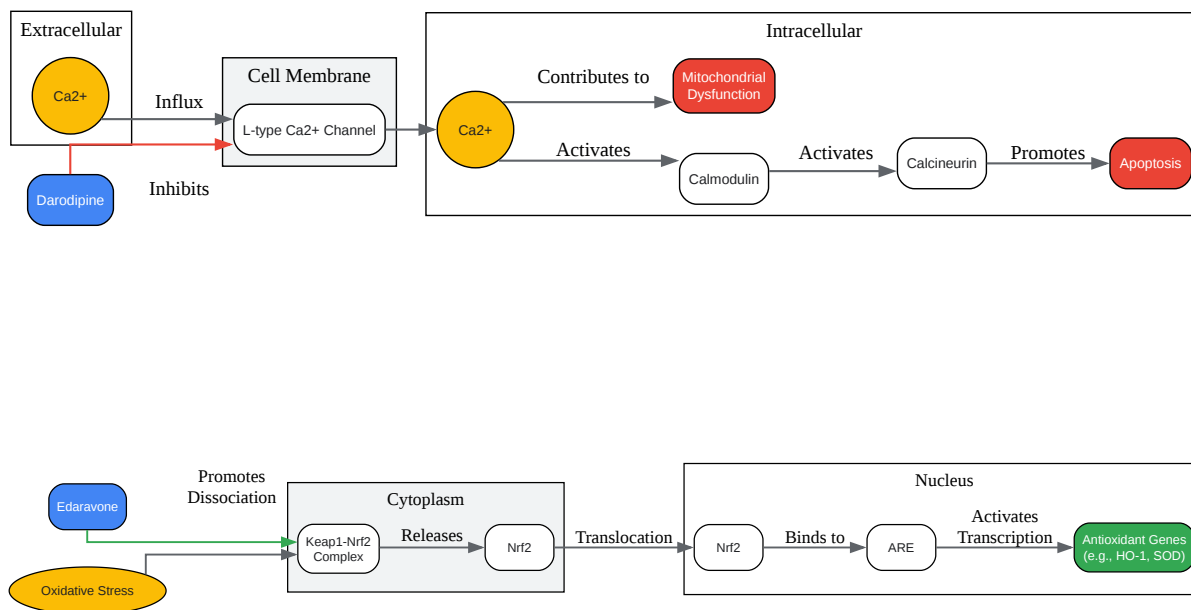 Extracellular
Ca2+
Influx
Darodipine
Inhibits
Cell Membrane
L-type Ca2+ Channel
Intracellular
Ca2+
Contributes to
Mitochondrial
Dysfunction
Activates
Calmodulin
Activates
Calcineurin
Promotes
Apoptosis
Edaravone
Promotes
Dissociation
Oxidative Stress
Cytoplasm
Keap1-Nrf2
Complex
Releases
Nrf2
Translocation
Nucleus
Nrf2
Binds to
ARE
Activates
Transcription
Antioxidant Genes
(e.g., HO-1, SOD)